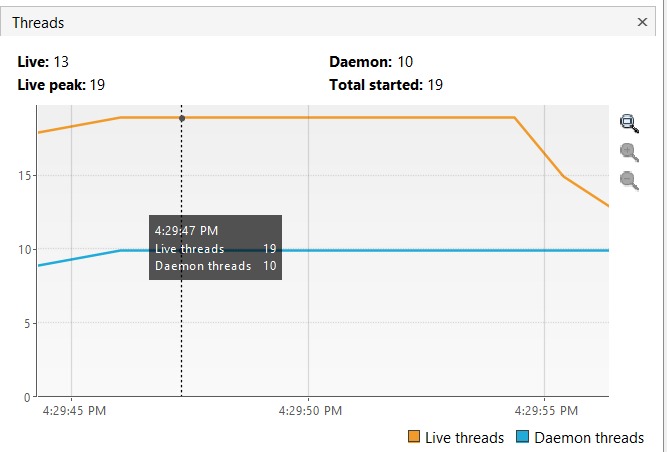 Threads
Live: 13 Daemon: 10
Live peak: 19 Total started: 19
15
10
5
0
4:29:47 PM
Live threads 19
Daemon threads 10
4:29:45 PM 4:29:50 PM 4:29:55 PM
Live threads Daemon threads